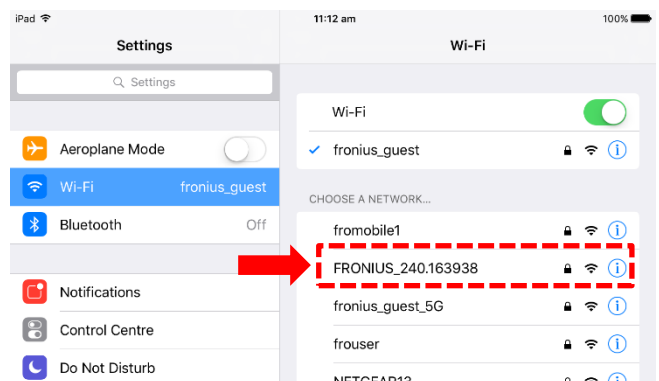 iPad 11:12 am 100%
Settings
Wi-Fi
Settings
Wi-Fi
Aeroplane Mode
fronius_guest
Wi-Fi fronius_guest
CHOOSE A NETWORK...
Bluetooth Off
fromobile1
FRONIUS_240.163938
Notifications
fronius_guest_5G
Control Centre
frouser
Do Not Disturb
NETGEAR13